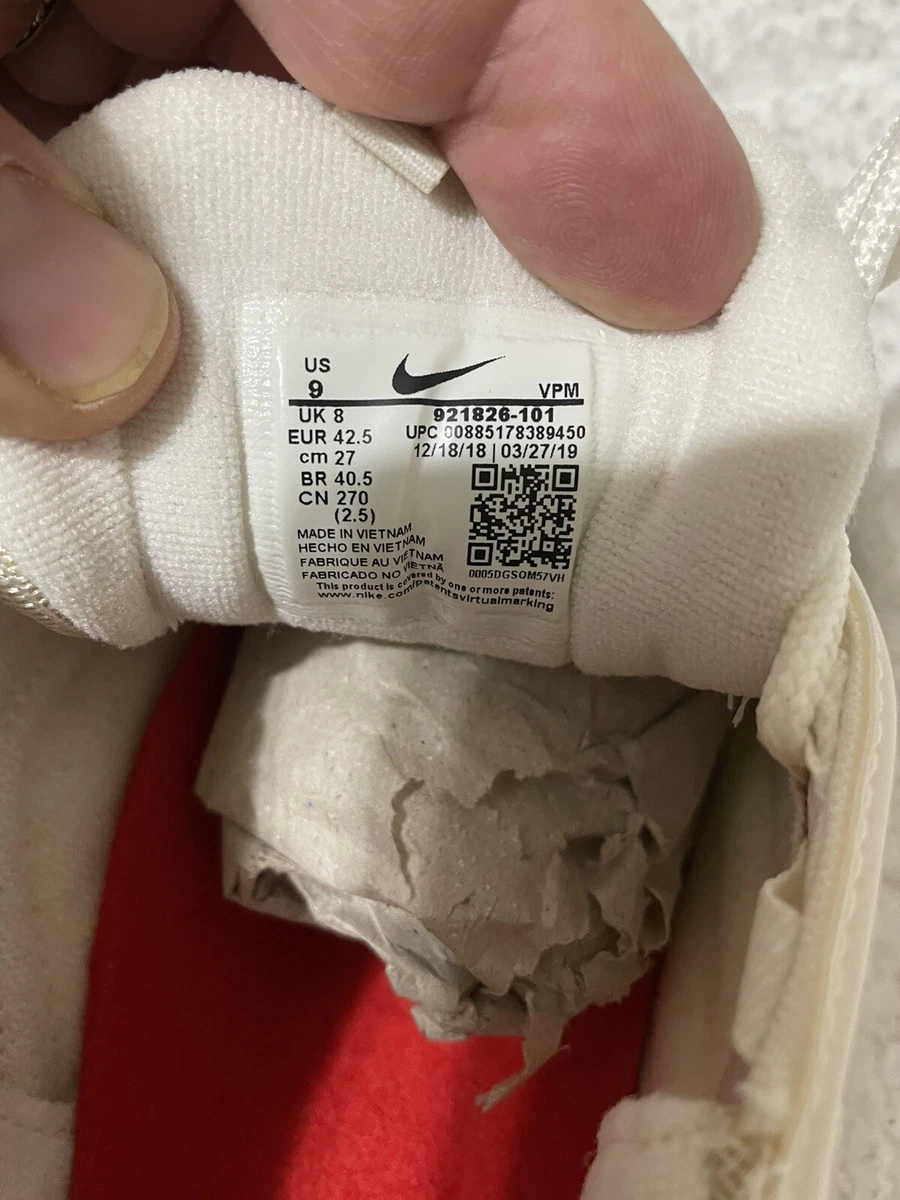 US
9 VPM
UK 8
EUR 42.5
cm 27
BR 40.5
CN 270
(2.5)
921826-101
UPC 00885178389450
12/18/18 | 03/27/19
0005DGSOM57VH
MADE IN VIETNAM
HECHO EN VIETNAM
FABRIQUE AU VIETNAM
FABRICADO NO VIETNÃ
This product is covered by one or more patents:
www.nike.com/patentsvirtualmarking